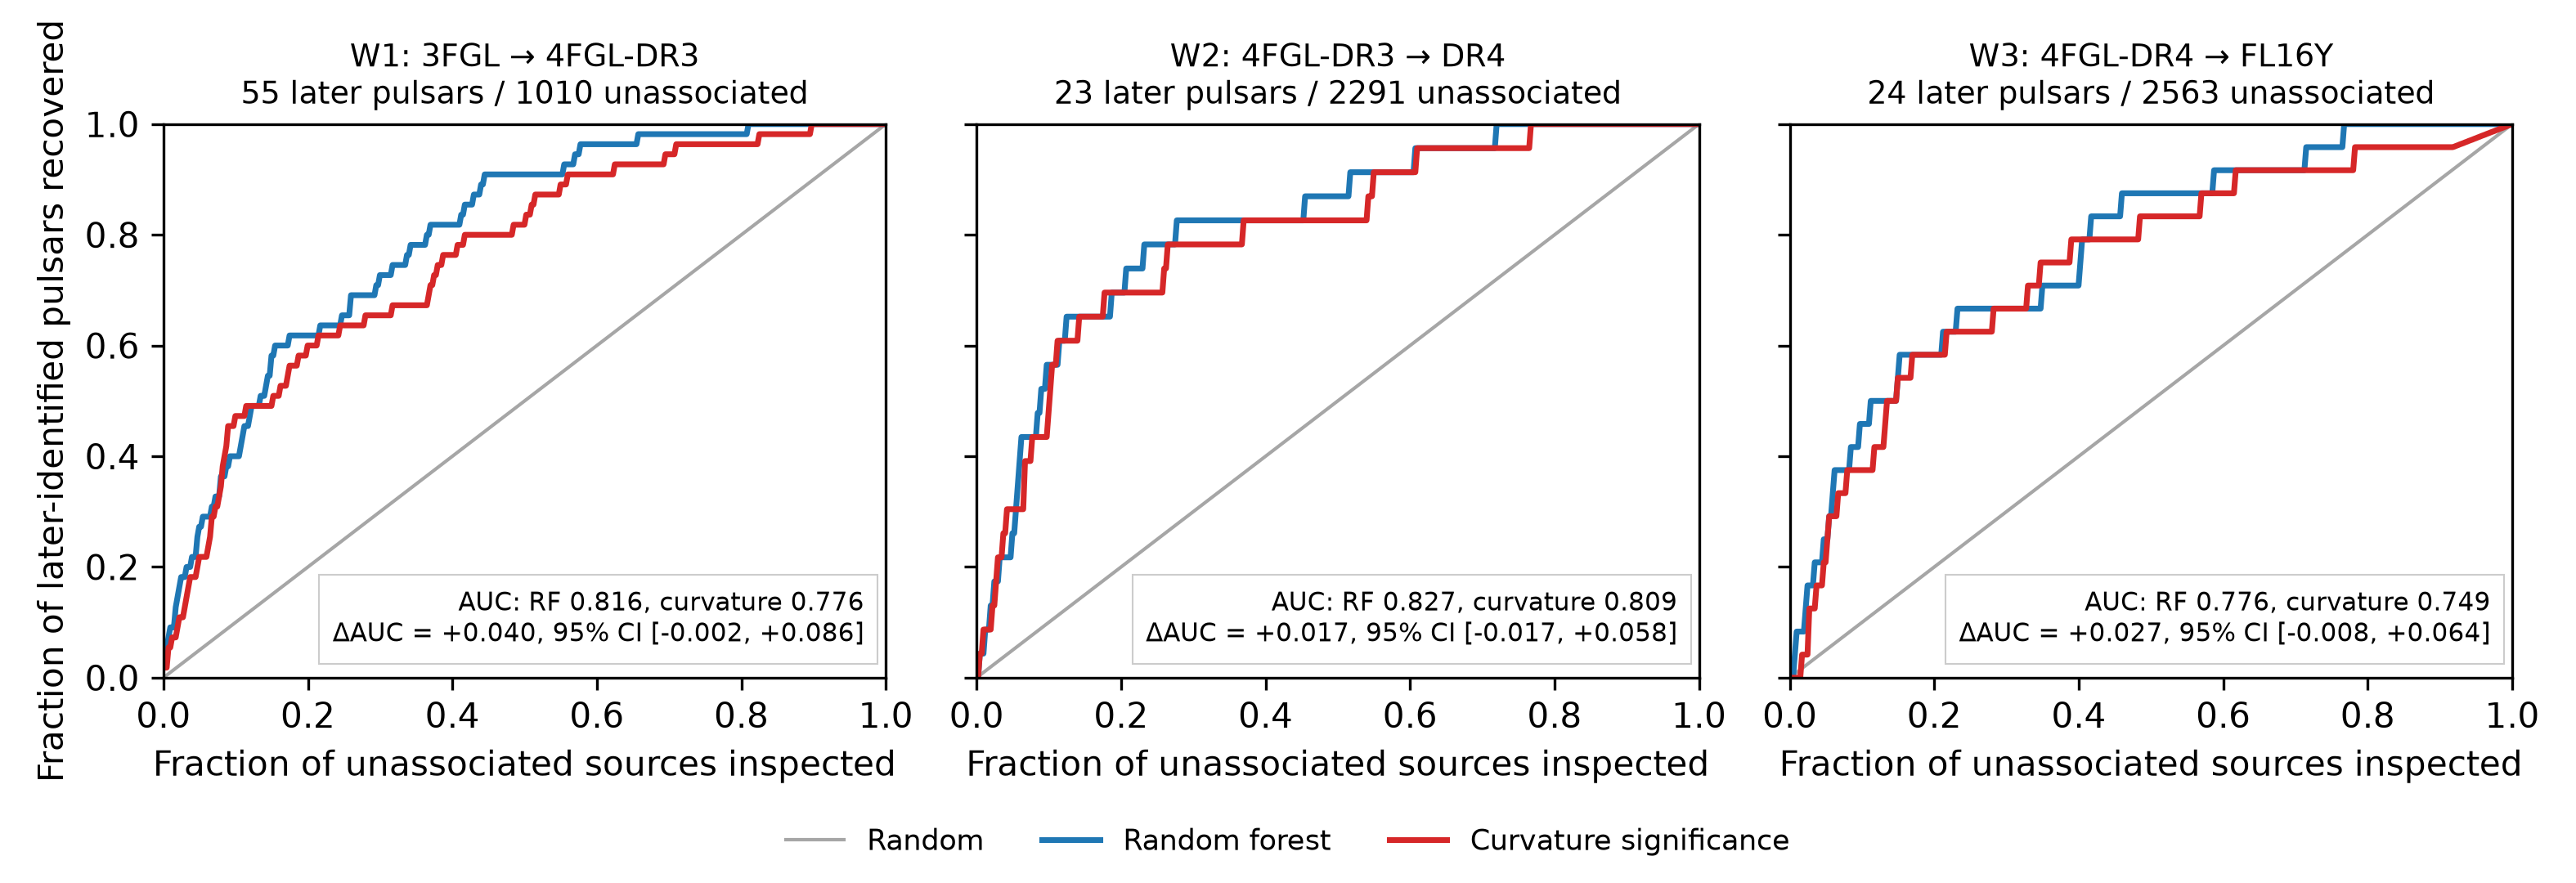 Fraction of later-identified pulsars recovered
W1: 3FGL → 4FGL-DR3
55 later pulsars / 1010 unassociated
1.0
0.8
0.6
0.4
0.2
0.0
AUC: RF 0.816, curvature 0.776
ΔAUC = +0.040, 95% CI [-0.002, +0.086]
0.0 0.2 0.4 0.6 0.8 1.0
Fraction of unassociated sources inspected
W2: 4FGL-DR3 → DR4
23 later pulsars / 2291 unassociated
AUC: RF 0.827, curvature 0.809
ΔAUC = +0.017, 95% CI [-0.017, +0.058]
0.0 0.2 0.4 0.6 0.8 1.0
Fraction of unassociated sources inspected
W3: 4FGL-DR4 → FL16Y
24 later pulsars / 2563 unassociated
AUC: RF 0.776, curvature 0.749
ΔAUC = +0.027, 95% CI [-0.008, +0.064]
0.0 0.2 0.4 0.6 0.8 1.0
Fraction of unassociated sources inspected
Random Random forest Curvature significance